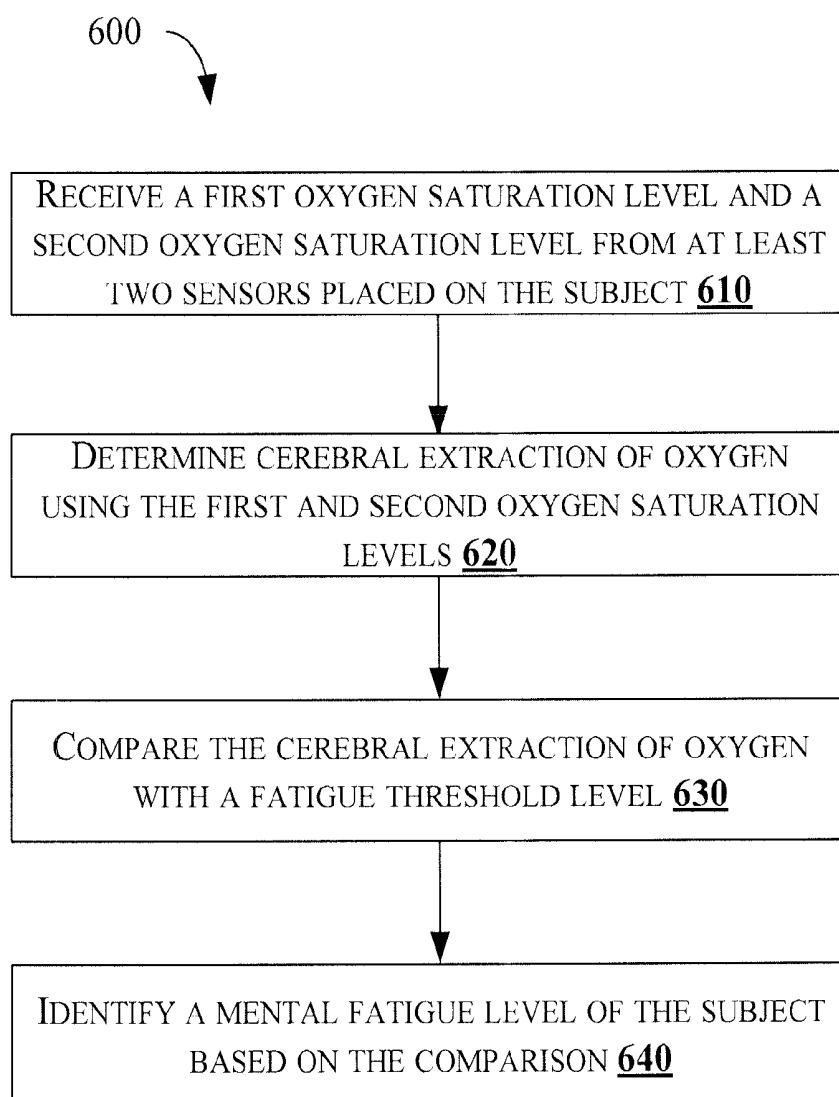 600
RECEIVE A FIRST OXYGEN SATURATION LEVEL AND A
SECOND OXYGEN SATURATION LEVEL FROM AT LEAST
TWO SENSORS PLACED ON THE SUBJECT 610
DETERMINE CEREBRAL EXTRACTION OF OXYGEN
USING THE FIRST AND SECOND OXYGEN SATURATION
LEVELS 620
COMPARE THE CEREBRAL EXTRACTION OF OXYGEN
WITH A FATIGUE THRESHOLD LEVEL 630
IDENTIFY A MENTAL FATIGUE LEVEL OF THE SUBJECT
BASED ON THE COMPARISON 640